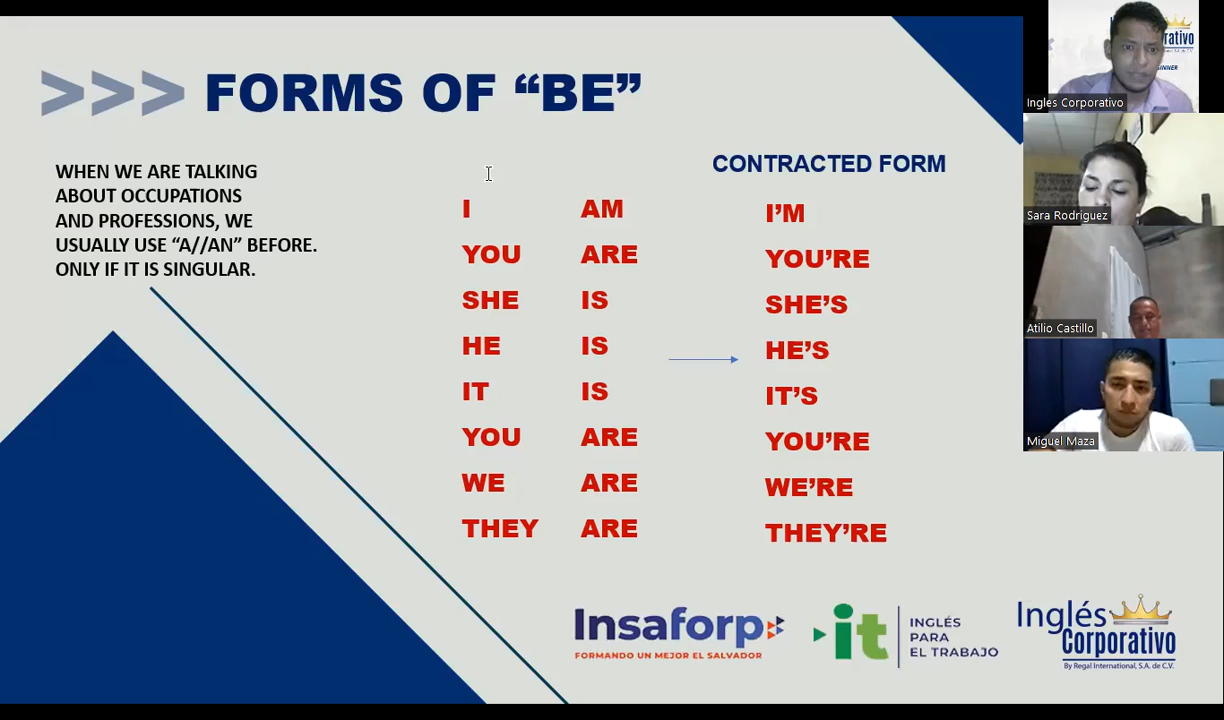 >>> FORMS OF “BE”
WHEN WE ARE TALKING
ABOUT OCCUPATIONS
AND PROFESSIONS, WE
USUALLY USE “A//AN” BEFORE.
ONLY IF IT IS SINGULAR.
CONTRACTED FORM
I AM I’M
YOU ARE YOU’RE
SHE IS SHE’S
HE IS HE’S
IT IS IT’S
YOU ARE YOU’RE
WE ARE WE’RE
THEY ARE THEY’RE
Insaforp
FORMANDO UN MEJOR EL SALVADOR
it
INGLÉS
PARA
EL TRABAJO
Inglés
Corporativo
By Regal International, S.A. de C.V.
Inglés Corporativo
Sara Rodriguez
Atilio Castillo
Miguel Maza